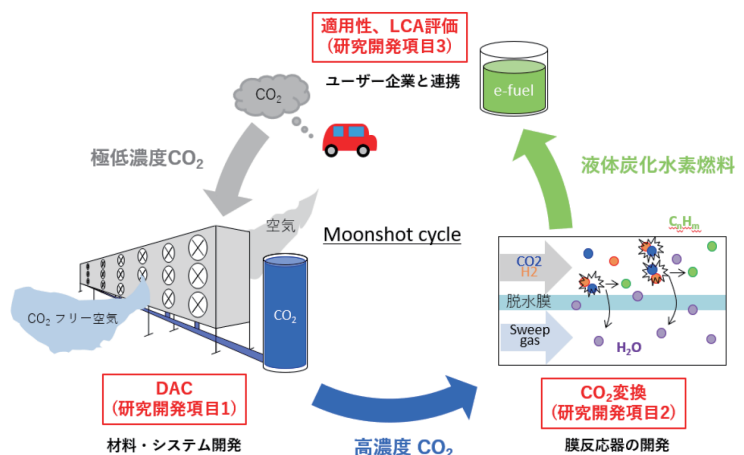 適用性、LCA評価
(研究開発項目3)
ユーザー企業と連携
CO₂
e-fuel
極低濃度CO₂
液体炭化水素燃料
空気
Moonshot cycle
CₙHₘ
CO2
H2
脱水膜
Sweep
gas
H₂O
CO₂
CO₂ フリー空気
DAC
(研究開発項目1)
材料・システム開発
高濃度 CO₂
CO₂変換
(研究開発項目2)
膜反応器の開発